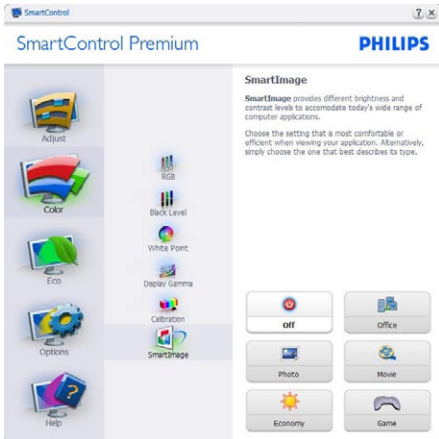 SmartControl
SmartControl Premium
PHILIPS
Adjust
Color
Eco
Options
Help
RGB
Black Level
White Point
Display Gamma
Calibration
SmartImage
SmartImage
SmartImage provides different brightness and
contrast levels to accomodate today's wide range of
computer applications.
Choose the setting that is most comfortable or
efficient when viewing your application. Alternatively,
simply choose the one that best describes its type.
Off
Office
Photo
Movie
Economy
Game